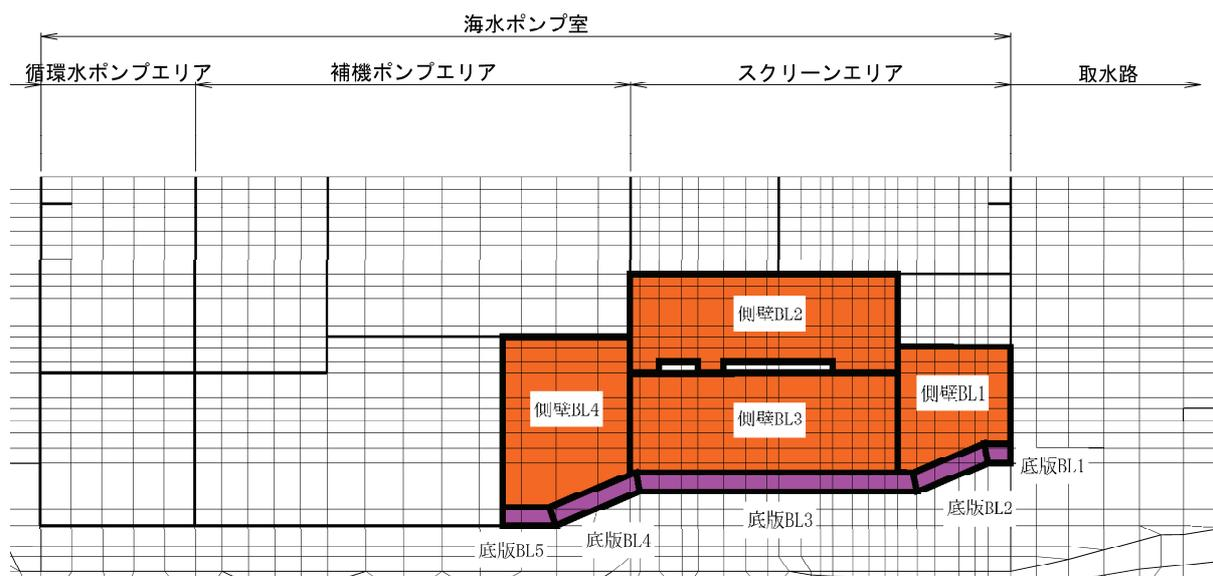 海水ポンプ室
循環水ポンプエリア
補機ポンプエリア
スクリーンエリア
取水路
側壁BL2
側壁BL1
側壁BL4
側壁BL3
底版BL1
底版BL2
底版BL3
底版BL4
底版BL5